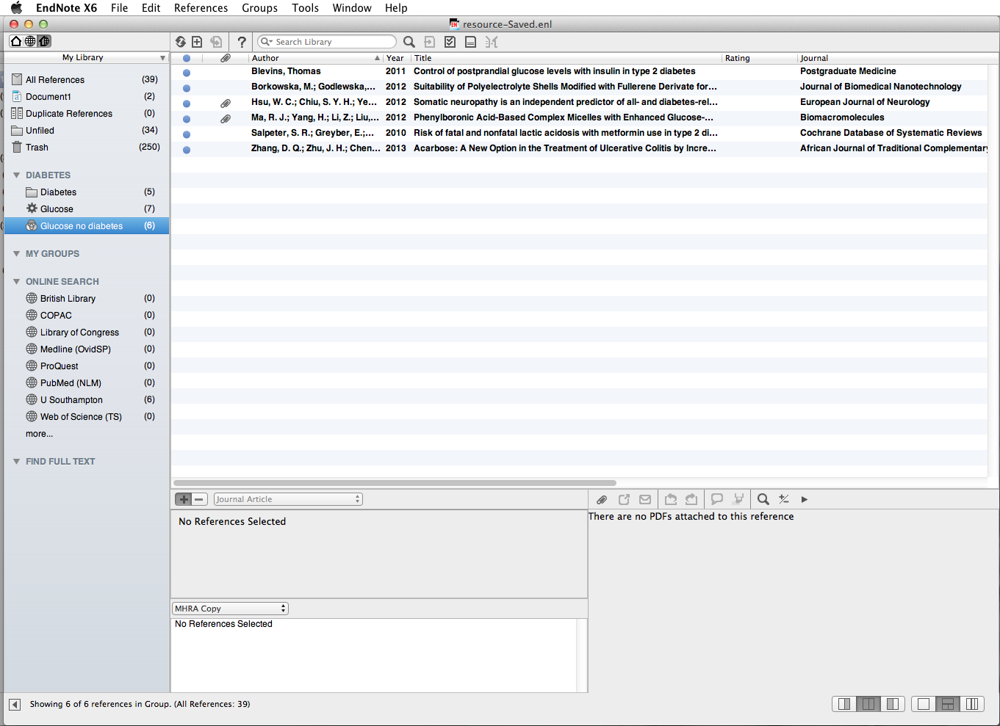 EndNote X6 File Edit References Groups Tools Window Help
resource-Saved.enl
Search Library
My Library
Author Year Title Rating Journal
All References (39)
Document1 (2)
Duplicate References (0)
Unfiled (34)
Trash (250)
DIABETES
Diabetes (5)
Glucose (7)
Glucose no diabetes (6)
MY GROUPS
ONLINE SEARCH
British Library (0)
COPAC (0)
Library of Congress (0)
Medline (OvidSP) (0)
ProQuest (0)
PubMed (NLM) (0)
U Southampton (6)
Web of Science (TS) (0)
more...
FIND FULL TEXT
Blevins, Thomas 2011 Control of postprandial glucose levels with insulin in type 2 diabetes Postgraduate Medicine
Borkowska, M.; Godlewska,... 2012 Suitability of Polyelectrolyte Shells Modified with Fullerene Derivate for... Journal of Biomedical Nanotechnology
Hsu, W. C.; Chiu, S. Y. H.; Ye... 2012 Somatic neuropathy is an independent predictor of all- and diabetes-rel... European Journal of Neurology
Ma, R. J.; Yang, H.; Li, Z.; Liu,... 2012 Phenylboronic Acid-Based Complex Micelles with Enhanced Glucose-... Biomacromolecules
Salpeter, S. R.; Greyber, E.;... 2010 Risk of fatal and nonfatal lactic acidosis with metformin use in type 2 di... Cochrane Database of Systematic Reviews
Zhang, D. Q.; Zhu, J. H.; Chen... 2013 Acarbose: A New Option in the Treatment of Ulcerative Colitis by Incre... African Journal of Traditional Complementary
Journal Article
No References Selected
There are no PDFs attached to this reference
MHRA Copy
No References Selected
Showing 6 of 6 references in Group. (All References: 39)